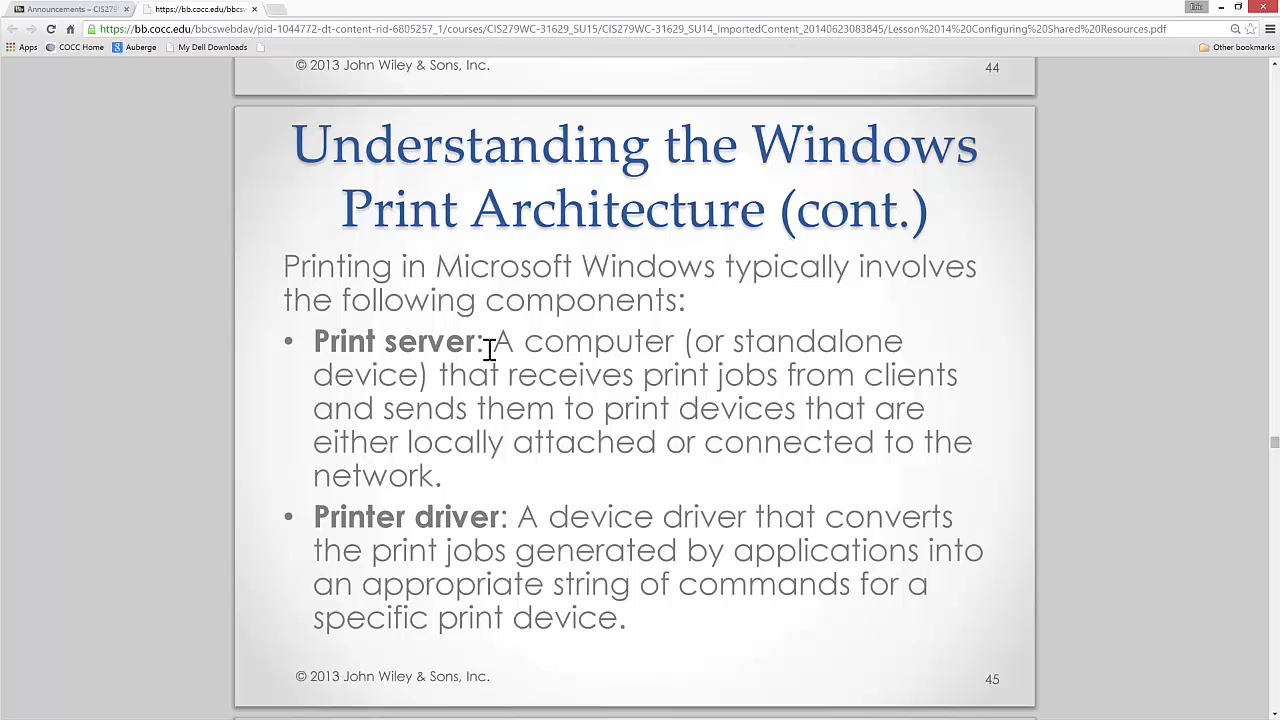 Announcements – CIS279
https://bb.cocc.edu/bbcsw
https://bb.cocc.edu/bbcswebdav/pid-1044772-dt-content-rid-6805257_1/courses/CIS279WC-31629_SU15/CIS279WC-31629_SU14_ImportedContent_20140623083845/Lesson%2014%20Configuring%20Shared%20Resources.pdf
Apps COCC Home Auberge My Dell Downloads Other bookmarks
© 2013 John Wiley & Sons, Inc. 44
Understanding the Windows
Print Architecture (cont.)
Printing in Microsoft Windows typically involves
the following components:
• Print server: A computer (or standalone
device) that receives print jobs from clients
and sends them to print devices that are
either locally attached or connected to the
network.
• Printer driver: A device driver that converts
the print jobs generated by applications into
an appropriate string of commands for a
specific print device.
© 2013 John Wiley & Sons, Inc. 45